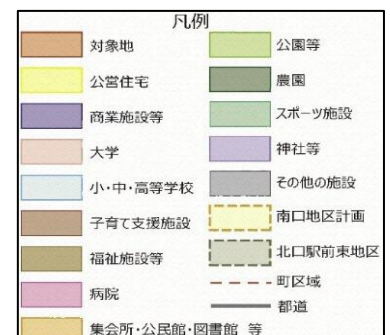 凡例
対象地
公営住宅
商業施設等
大学
小・中・高等学校
子育て支援施設
福祉施設等
病院
集会所・公民館・図書館 等
公園等
農園
スポーツ施設
神社等
その他の施設
南口地区計画
北口駅前東地区
町区域
都道